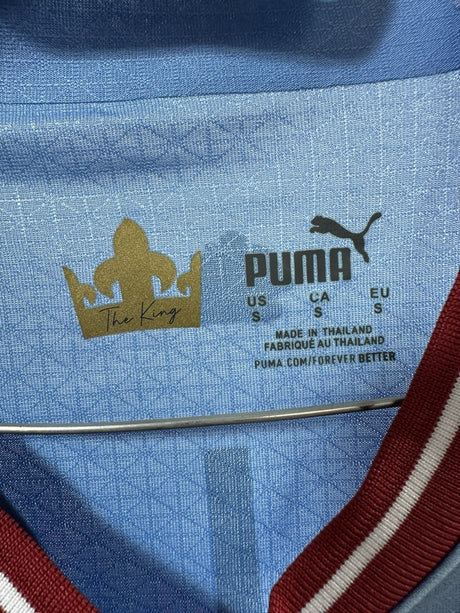 The King
PUMA
US CA EU
S S S
MADE IN THAILAND
FABRIQUÉ AU THAILAND
PUMA.COM/FOREVER BETTER